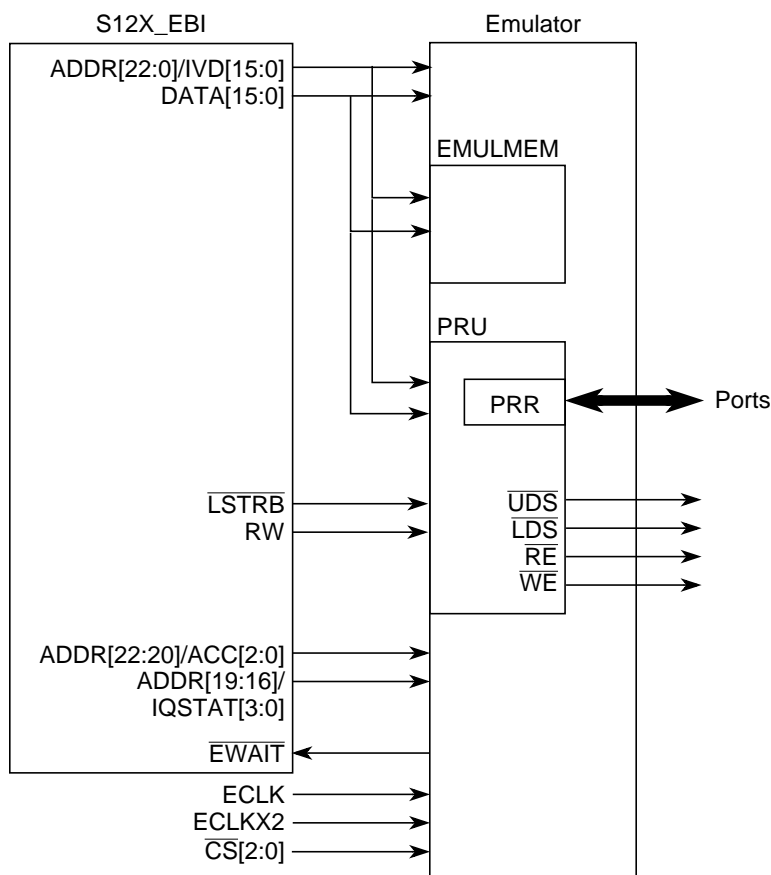 S12X_EBI
Emulator
ADDR[22:0]/IVD[15:0]
DATA[15:0]
EMULMEM
PRU
PRR
Ports
LSTRB
RW
UDS
LDS
RE
WE
ADDR[22:20]/ACC[2:0]
ADDR[19:16]/
IQSTAT[3:0]
EWAIT
ECLK
ECLKX2
CS[2:0]